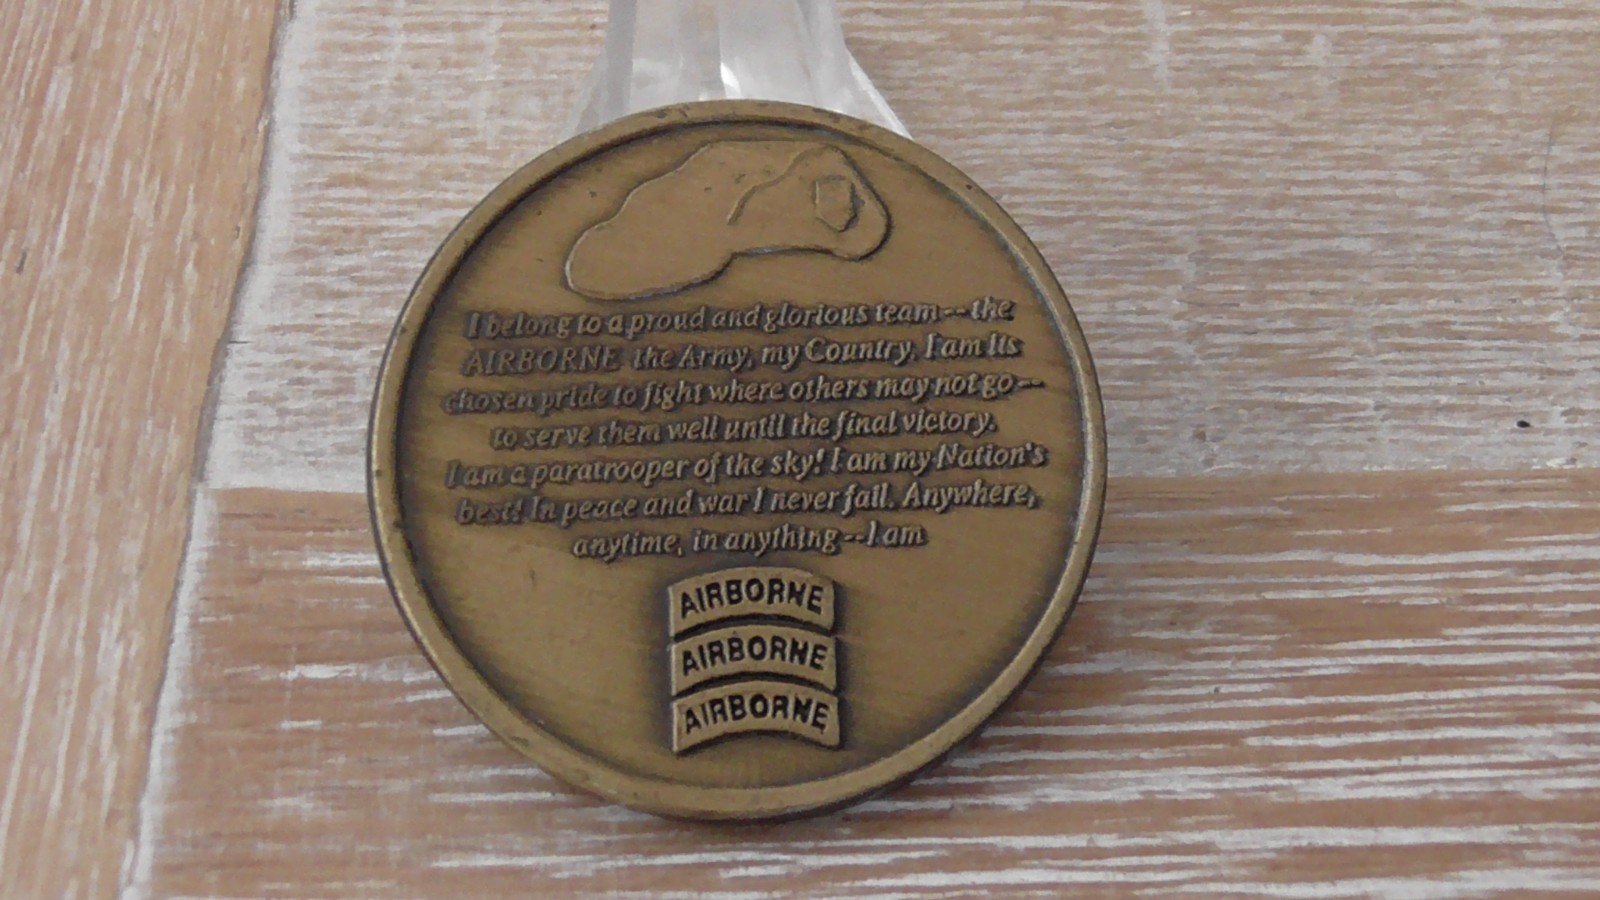 I belong to a proud and glorious team--the
AIRBORNE, the Army, my Country. I am its
chosen pride to fight where others may not go--
to serve them well until the final victory.
I am a paratrooper of the sky! I am my Nation's
best! In peace and war I never fail. Anywhere,
anytime, in anything--I am
AIRBORNE
AIRBORNE
AIRBORNE